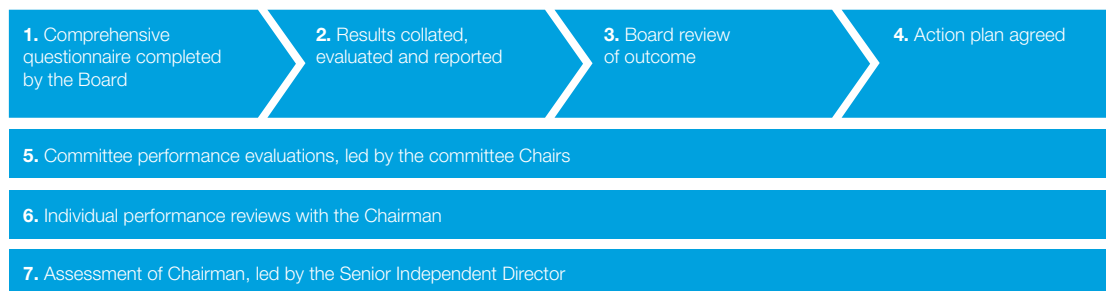 1. Comprehensive
questionnaire completed
by the Board
2. Results collated,
evaluated and reported
3. Board review
of outcome
4. Action plan agreed
5. Committee performance evaluations, led by the committee Chairs
6. Individual performance reviews with the Chairman
7. Assessment of Chairman, led by the Senior Independent Director